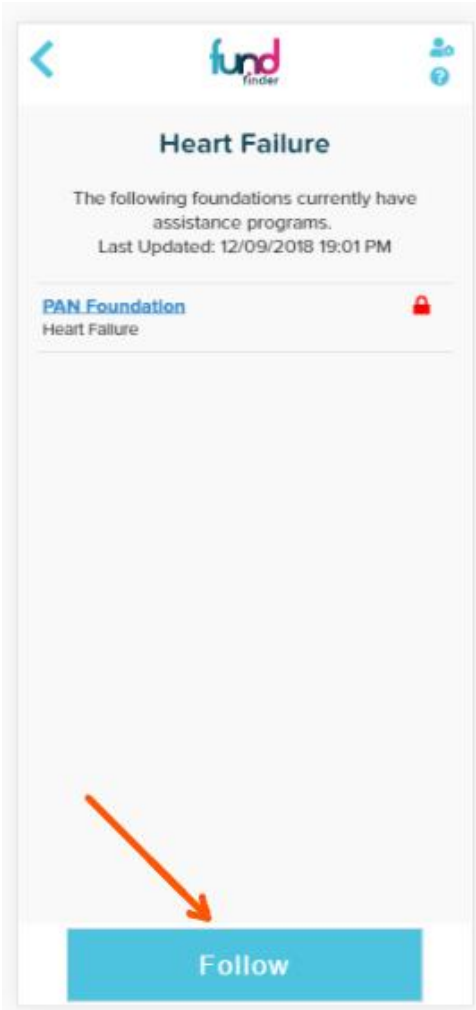 fund
finder
Heart Failure
The following foundations currently have
assistance programs.
Last Updated: 12/09/2018 19:01 PM
PAN Foundation
Heart Failure
Follow